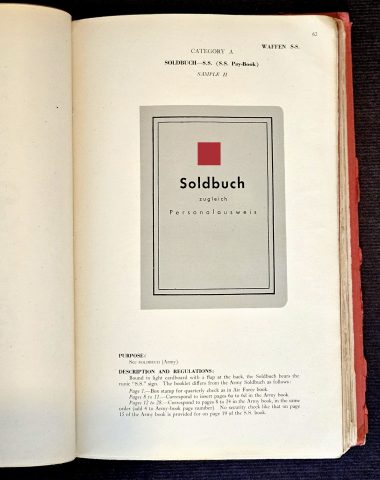 62
WAFFEN S.S.
CATEGORY A
SOLDBUCH—S.S. (S.S. Pay-Book)
SAMPLE II
Soldbuch
zugleich
Personalausweis
PURPOSE:
See SOLDBUCH (Army)
DESCRIPTION AND REGULATIONS:
Bound in light cardboard with a flap at the back, the Soldbuch bears the
runic "S.S." sign. The booklet differs from the Army Soldbuch as follows:
Page 1.—Box stamp for quarterly check as in Air Force book.
Pages 8 to 11.—Correspond to insert pages 6a to 6d in the Army book.
Pages 12 to 28.—Correspond to pages 8 to 24 in the Army book, in the same
order (add 4 to Army-book page number). No security check like that on page
15 of the Army book is provided for on page 19 of the S.S. book.